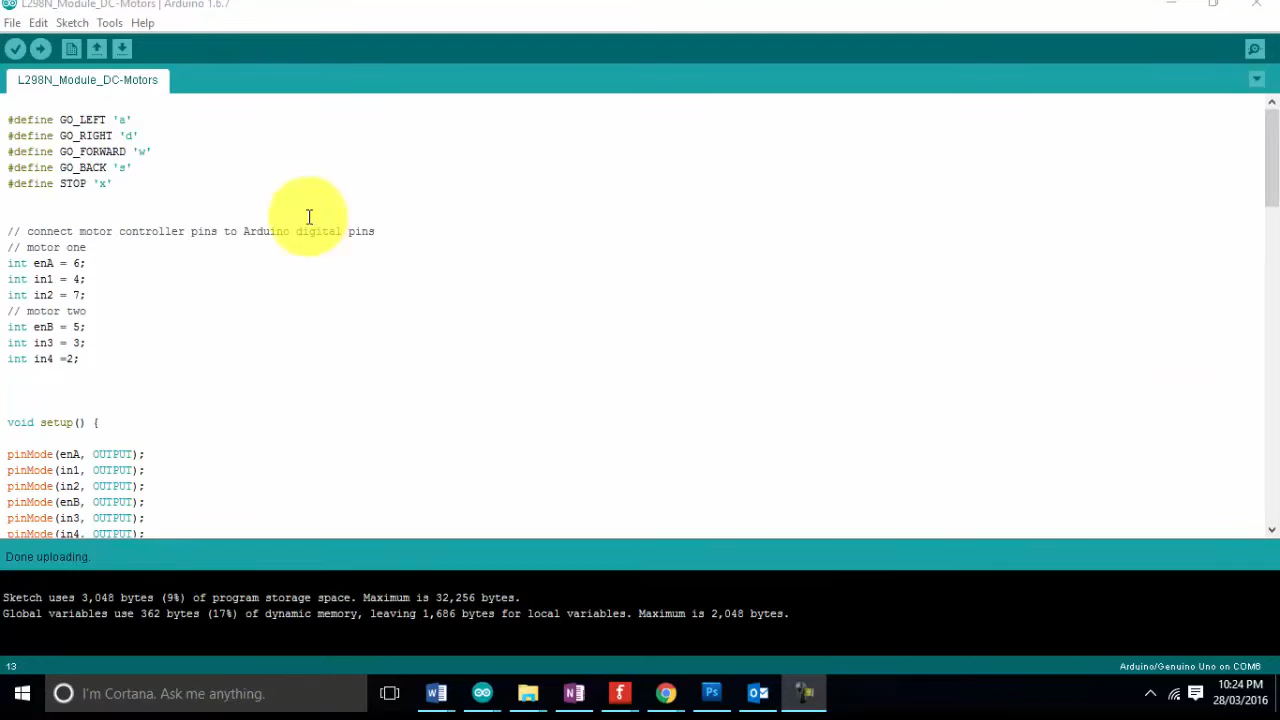 L298N_Module_DC-Motors | Arduino 1.6.7
File Edit Sketch Tools Help
L298N_Module_DC-Motors
#define GO_LEFT 'a'
#define GO_RIGHT 'd'
#define GO_FORWARD 'w'
#define GO_BACK 's'
#define STOP 'x'
// connect motor controller pins to Arduino digital pins
// motor one
int enA = 6;
int in1 = 4;
int in2 = 7;
// motor two
int enB = 5;
int in3 = 3;
int in4 =2;
void setup() {
pinMode(enA, OUTPUT);
pinMode(in1, OUTPUT);
pinMode(in2, OUTPUT);
pinMode(enB, OUTPUT);
pinMode(in3, OUTPUT);
pinMode(in4, OUTPUT);
Done uploading.
Sketch uses 3,048 bytes (9%) of program storage space. Maximum is 32,256 bytes.
Global variables use 362 bytes (17%) of dynamic memory, leaving 1,686 bytes for local variables. Maximum is 2,048 bytes.
13 Arduino/Genuino Uno on COM6
I'm Cortana. Ask me anything.
10:24 PM
28/03/2016